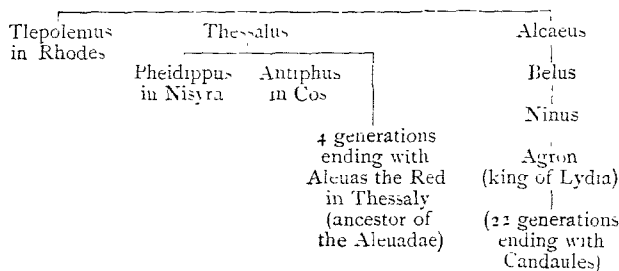 Tlepolemus
in Rhodes
Thessalus
Alcaeus
Pheidippus
in Nisyra
Antiphus
in Cos
Belus
Ninus
4 generations
ending with
Aleuas the Red
in Thessaly
(ancestor of
the Aleuadae)
Agron
(king of Lydia)
(22 generations
ending with
Candaules)